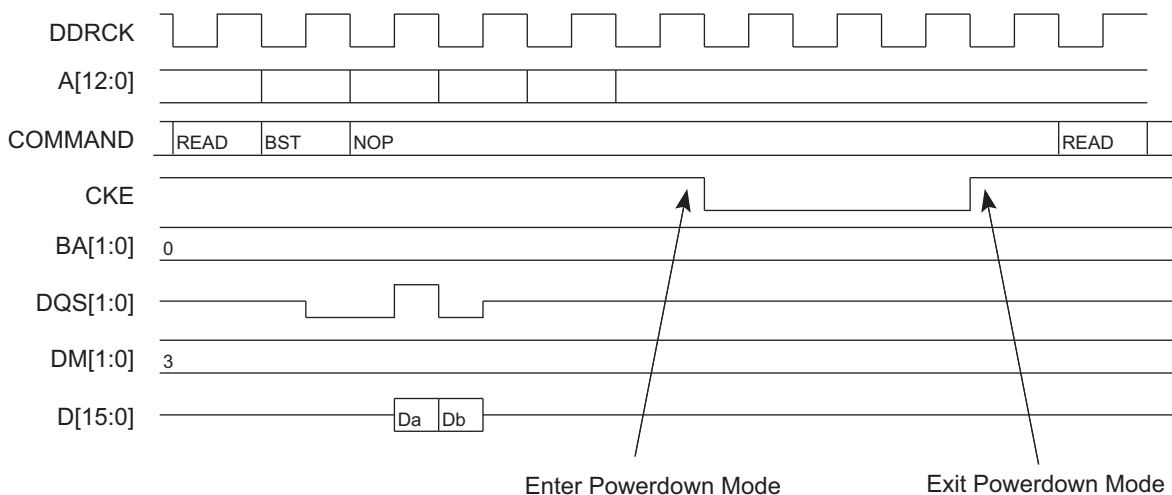 DDRCK
A[12:0]
COMMAND READ BST NOP READ
CKE
BA[1:0] 0
DQS[1:0]
DM[1:0] 3
D[15:0] Da Db
Enter Powerdown Mode Exit Powerdown Mode